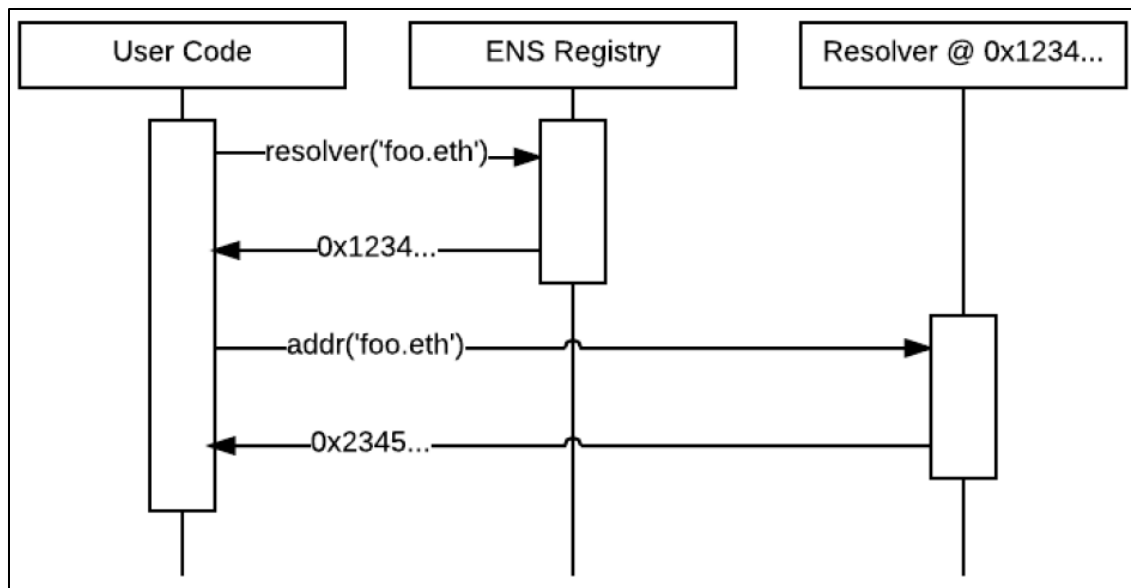 User Code
ENS Registry
Resolver @ 0x1234...
resolver('foo.eth')
0x1234...
addr('foo.eth')
0x2345...